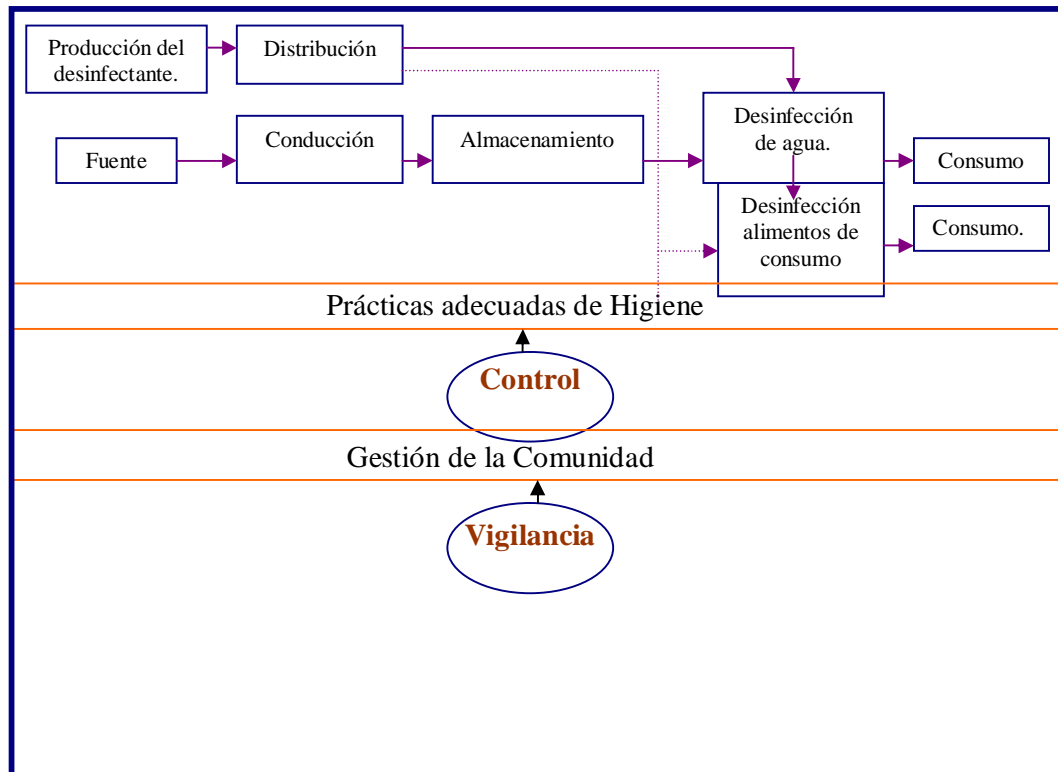 Producción del
desinfectante.
Distribución
Fuente
Conducción
Almacenamiento
Desinfección
de agua.
Consumo
Desinfección
alimentos de
consumo
Consumo.
Prácticas adecuadas de Higiene
Control
Gestión de la Comunidad
Vigilancia